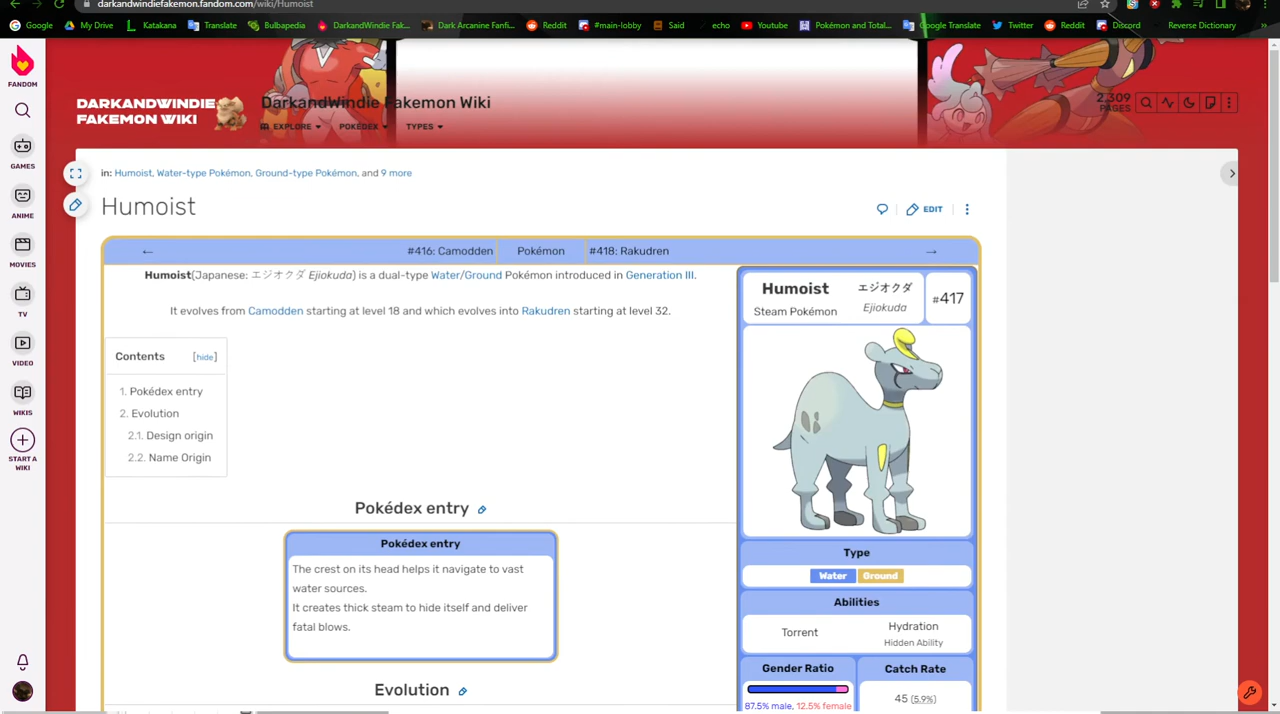 darkandwindiefakemon.fandom.com/wiki/Humoist
Google
My Drive
Katakana
Translate
Bulbapedia
DarkandWindie Fak...
Dark Arcanine Fanfi...
Reddit
#main-lobby
Said
echo
Youtube
Pokémon and Total...
Google Translate
Twitter
Reddit
Discord
Reverse Dictionary
»
FANDOM
GAMES
ANIME
MOVIES
TV
VIDEO
WIKIS
START A
WIKI
DARKANDWINDIE
FAKEMON WIKI
DarkandWindie Fakemon Wiki
EXPLORE
POKÉDEX
TYPES
2,309
PAGES
in: Humoist, Water-type Pokémon, Ground-type Pokémon, and 9 more
Humoist
EDIT
← #416: Camodden Pokémon #418: Rakudren →
Humoist(Japanese: エジオクダ Ejiokuda) is a dual-type Water/Ground Pokémon introduced in Generation III.
It evolves from Camodden starting at level 18 and which evolves into Rakudren starting at level 32.
Contents [hide]
1. Pokédex entry
2. Evolution
2.1. Design origin
2.2. Name Origin
Pokédex entry
Pokédex entry
The crest on its head helps it navigate to vast
water sources.
It creates thick steam to hide itself and deliver
fatal blows.
Evolution
Humoist
Steam Pokémon
エジオクダ
Ejiokuda
#417
Type
Water Ground
Abilities
Torrent
Hydration
Hidden Ability
Gender Ratio
87.5% male, 12.5% female
Catch Rate
45 (5.9%)